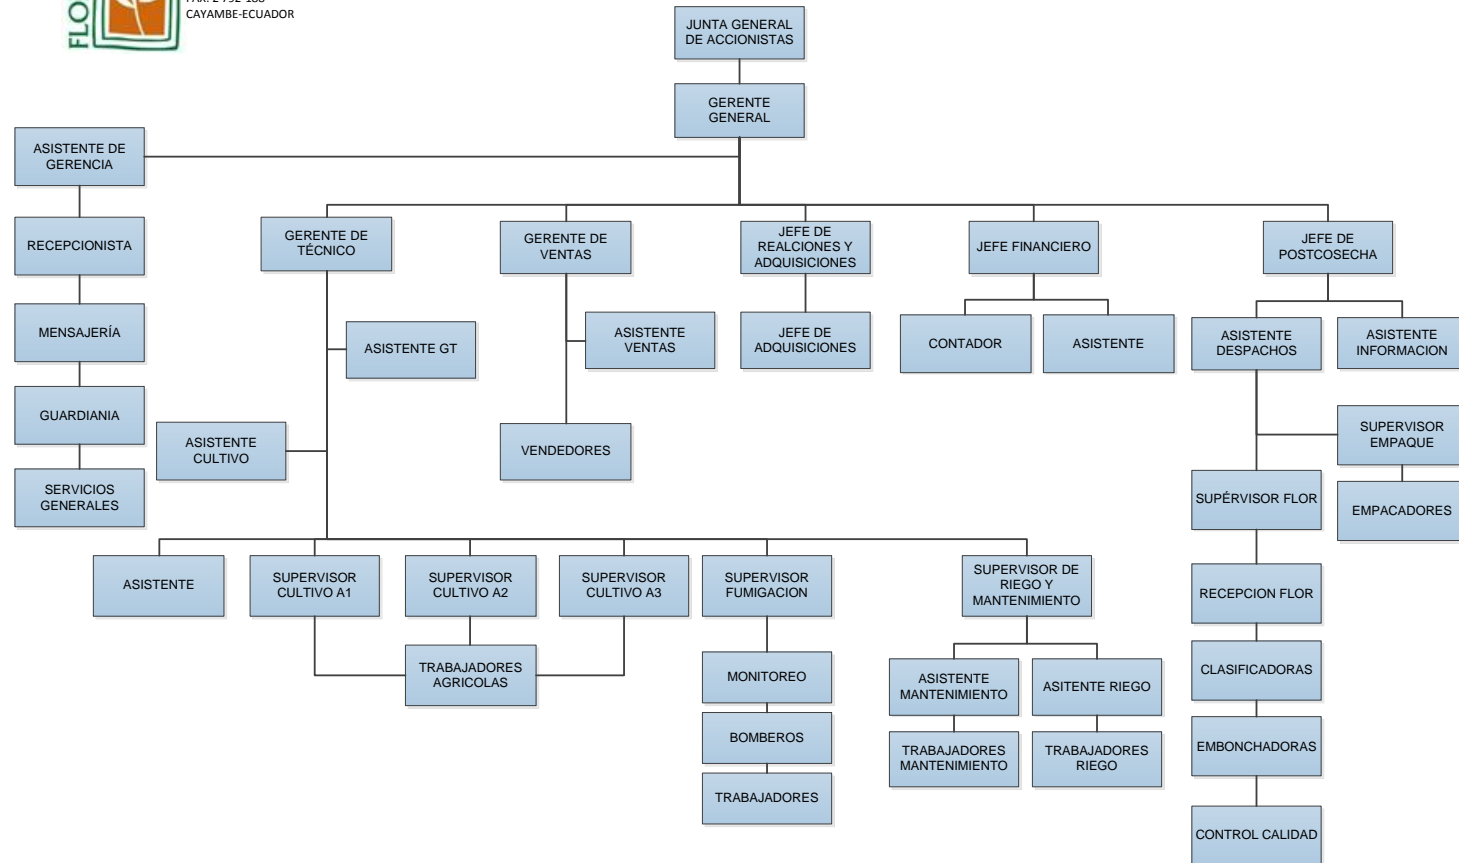 FLO
CAYAMBE-ECUADOR
JUNTA GENERAL
DE ACCIONISTAS
GERENTE
GENERAL
ASISTENTE DE
GERENCIA
RECEPCIONISTA
MENSAJERÍA
GUARDIANIA
SERVICIOS
GENERALES
GERENTE DE
TÉCNICO
GERENTE DE
VENTAS
JEFE DE
REALCIONES Y
ADQUISICIONES
JEFE FINANCIERO
JEFE DE
POSTCOSECHA
ASISTENTE GT
ASISTENTE
VENTAS
JEFE DE
ADQUISICIONES
CONTADOR
ASISTENTE
ASISTENTE
DESPACHOS
ASISTENTE
INFORMACION
ASISTENTE
CULTIVO
VENDEDORES
SUPERVISOR
EMPAQUE
SUPÉRVISOR FLOR
EMPACADORES
ASISTENTE
SUPERVISOR
CULTIVO A1
SUPERVISOR
CULTIVO A2
SUPERVISOR
CULTIVO A3
SUPERVISOR
FUMIGACION
SUPERVISOR DE
RIEGO Y
MANTENIMIENTO
RECEPCION FLOR
TRABAJADORES
AGRICOLAS
MONITOREO
ASISTENTE
MANTENIMIENTO
ASITENTE RIEGO
CLASIFICADORAS
BOMBEROS
TRABAJADORES
MANTENIMIENTO
TRABAJADORES
RIEGO
EMBONCHADORAS
TRABAJADORES
CONTROL CALIDAD